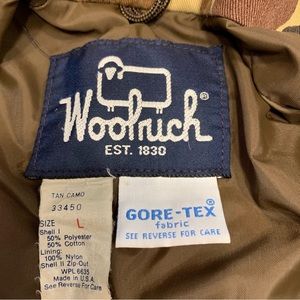 Woolrich®
EST. 1830
TAN CAMO
33450
SIZE L
Shell I
50% Polyester
50% Cotton
Lining:
100% Nylon
Shell II Zip-Out
WPL 6635
Made in U.S.A.
See Reverse For Care
GORE-TEX®
fabric
SEE REVERSE FOR CARE